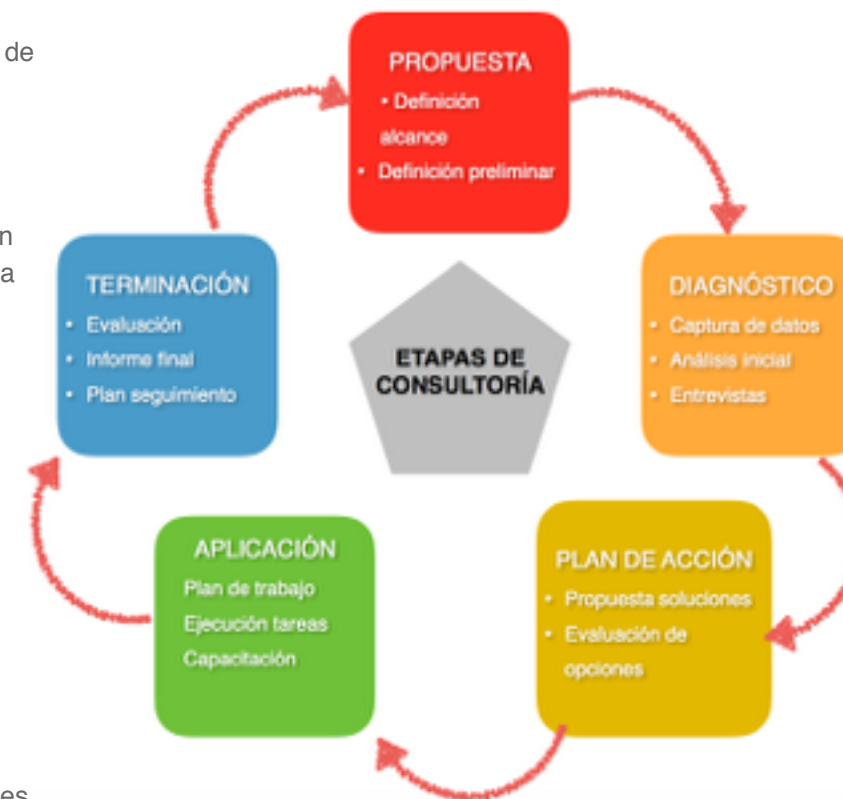 de
n
a
es
PROPUESTA
• Definición
alcance
• Definición preliminar
DIAGNÓSTICO
• Captura de datos
• Análisis inicial
• Entrevistas
PLAN DE ACCIÓN
• Propuesta soluciones
• Evaluación de
opciones
APLICACIÓN
Plan de trabajo
Ejecución tareas
Capacitación
TERMINACIÓN
• Evaluación
• Informe final
• Plan seguimiento
ETAPAS DE
CONSULTORÍA